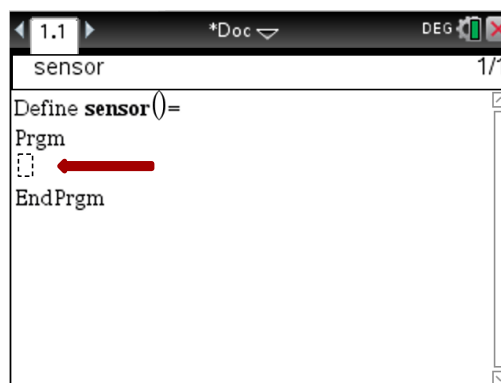 1.1 *Doc DEG
sensor 1/1
Define sensor()=
Prgm
EndPrgm